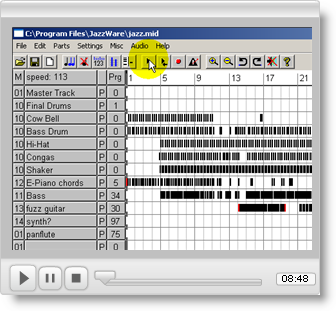 C:\Program Files\JazzWare\jazz.mid
File Edit Parts Settings Misc Audio Help
M speed: 113 Prg 1 5 9 13 17 21
01 Master Track P 0
10 Final Drums P 1
10 Cow Bell P 0
10 Bass Drum P 0
10 Hi-Hat P 0
10 Congas P 0
10 Shaker P 0
12 E-Piano chords P 5
11 Bass P 34
13 fuzz guitar P 30
14 synth? P 97
01 panflute P 75
01 P 0
08:48